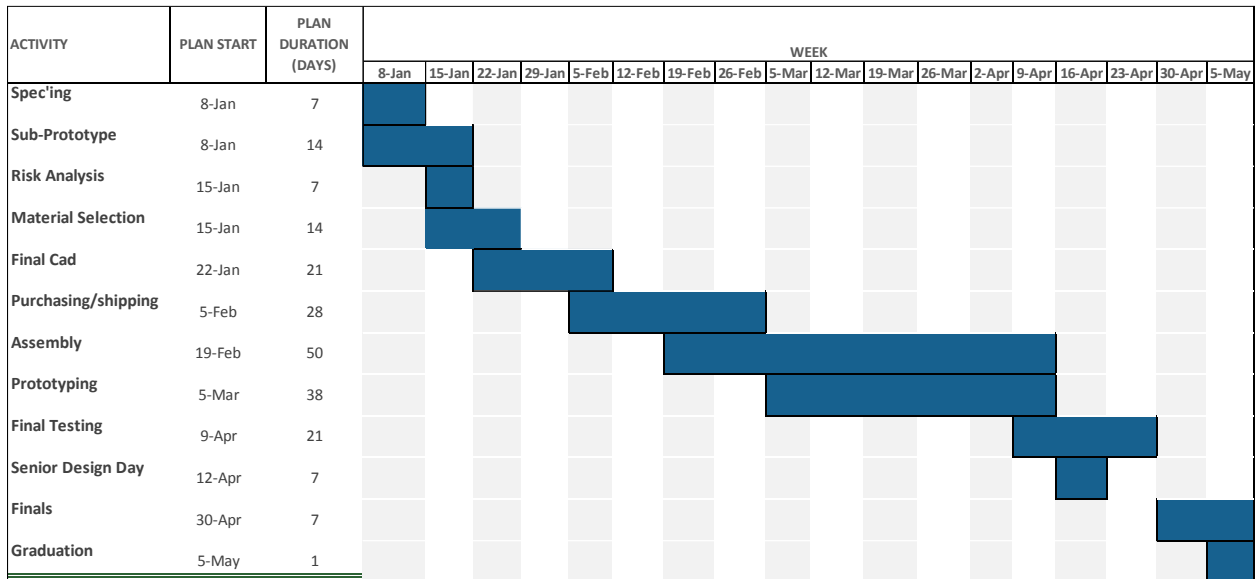 ACTIVITY PLAN START PLAN DURATION (DAYS) WEEK
8-Jan 15-Jan 22-Jan 29-Jan 5-Feb 12-Feb 19-Feb 26-Feb 5-Mar 12-Mar 19-Mar 26-Mar 2-Apr 9-Apr 16-Apr 23-Apr 30-Apr 5-May
Spec'ing 8-Jan 7
Sub-Prototype 8-Jan 14
Risk Analysis 15-Jan 7
Material Selection 15-Jan 14
Final Cad 22-Jan 21
Purchasing/shipping 5-Feb 28
Assembly 19-Feb 50
Prototyping 5-Mar 38
Final Testing 9-Apr 21
Senior Design Day 12-Apr 7
Finals 30-Apr 7
Graduation 5-May 1